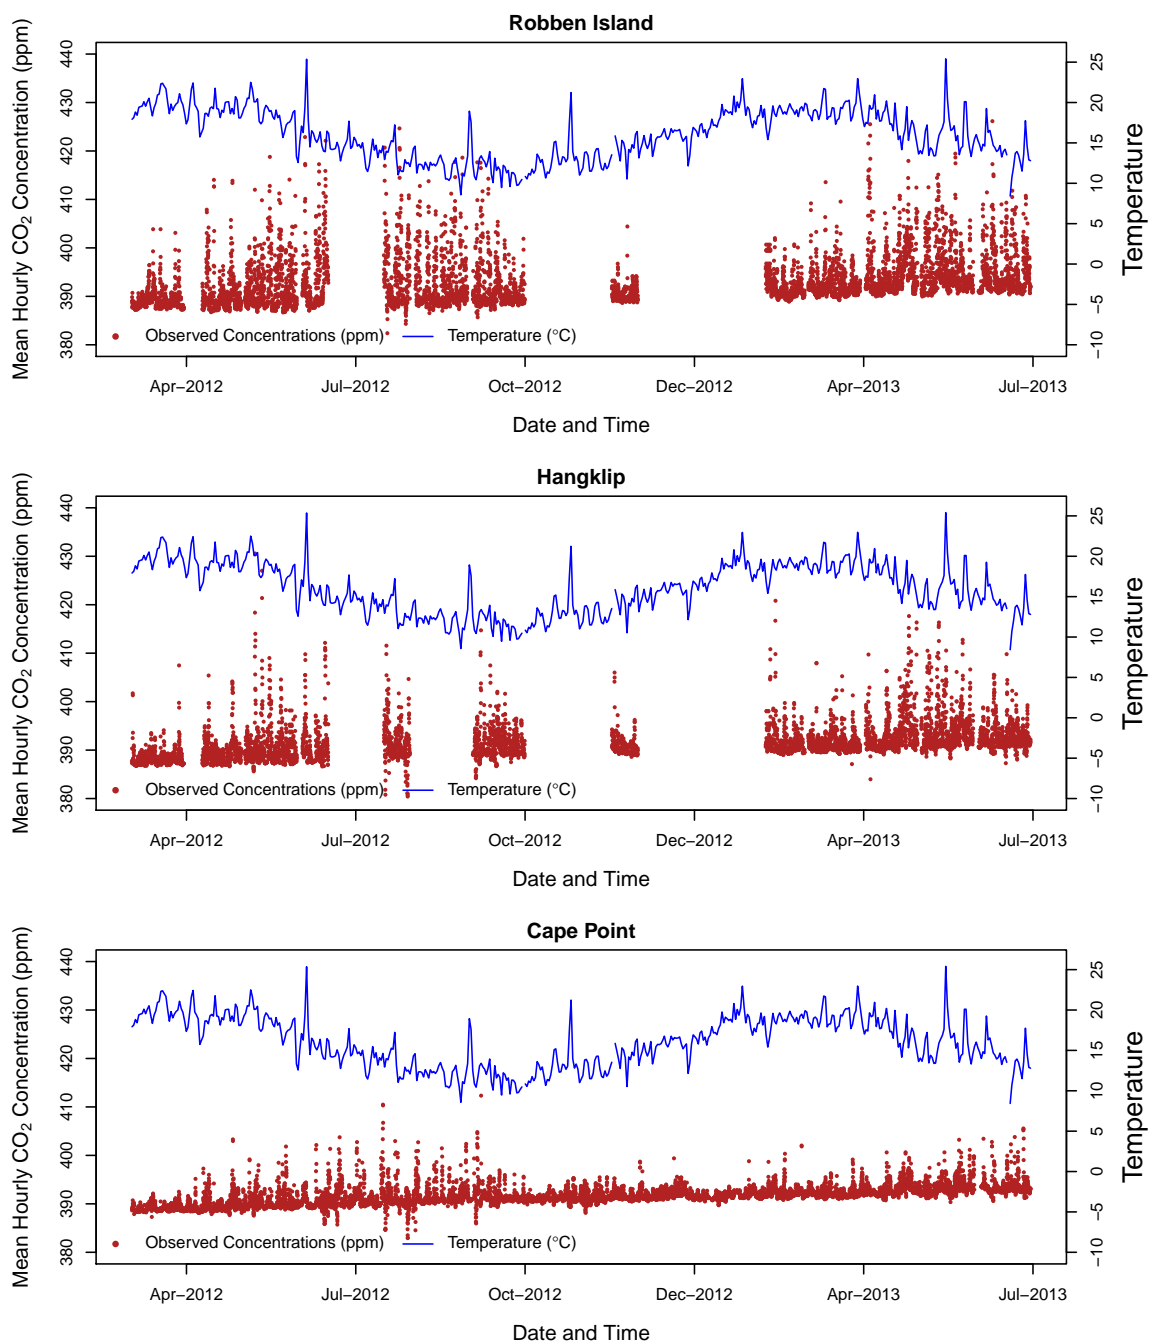 Robben Island
Mean Hourly CO₂ Concentration (ppm)
440
430
420
410
400
390
380
25
20
15
10
5
0
−5
−10
Temperature
Observed Concentrations (ppm) Temperature (°C)
Apr−2012 Jul−2012 Oct−2012 Dec−2012 Apr−2013 Jul−2013
Date and Time
Hangklip
Mean Hourly CO₂ Concentration (ppm)
440
430
420
410
400
390
380
25
20
15
10
5
0
−5
−10
Temperature
Observed Concentrations (ppm) Temperature (°C)
Apr−2012 Jul−2012 Oct−2012 Dec−2012 Apr−2013 Jul−2013
Date and Time
Cape Point
Mean Hourly CO₂ Concentration (ppm)
440
430
420
410
400
390
380
25
20
15
10
5
0
−5
−10
Temperature
Observed Concentrations (ppm) Temperature (°C)
Apr−2012 Jul−2012 Oct−2012 Dec−2012 Apr−2013 Jul−2013
Date and Time